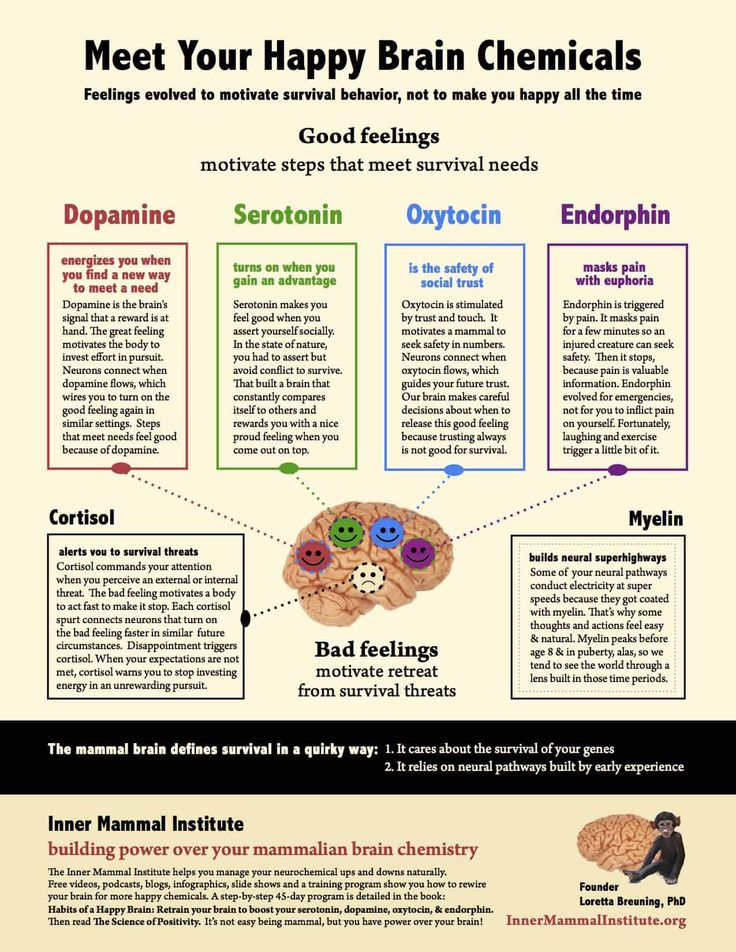 Meet Your Happy Brain Chemicals
Feelings evolved to motivate survival behavior, not to make you happy all the time
Good feelings
motivate steps that meet survival needs
Dopamine
energizes you when
you find a new way
to meet a need
Dopamine is the brain's
signal that a reward is at
hand. The great feeling
motivates the body to
invest effort in pursuit.
Neurons connect when
dopamine flows, which
wires you to turn on the
good feeling again in
similar settings. Steps
that meet needs feel good
because of dopamine.
Serotonin
turns on when you
gain an advantage
Serotonin makes you
feel good when you
assert yourself socially.
In the state of nature,
you had to assert but
avoid conflict to survive.
That built a brain that
constantly compares
itself to others and
rewards you with a nice
proud feeling when you
come out on top.
Oxytocin
is the safety of
social trust
Oxytocin is stimulated
by trust and touch. It
motivates a mammal to
seek safety in numbers.
Neurons connect when
oxytocin flows, which
guides your future trust.
Our brain makes careful
decisions about when to
release this good feeling
because trusting always
is not good for survival.
Endorphin
masks pain
with euphoria
Endorphin is triggered
by pain. It masks pain
for a few minutes so an
injured creature can seek
safety. Then it stops,
because pain is valuable
information. Endorphin
evolved for emergencies,
not for you to inflict pain
on yourself. Fortunately,
laughing and exercise
trigger a little bit of it.
Cortisol
alerts you to survival threats
Cortisol commands your attention
when you perceive an external or internal
threat. The bad feeling motivates a body
to act fast to make it stop. Each cortisol
spurt connects neurons that turn on
the bad feeling faster in similar future
circumstances. Disappointment triggers
cortisol. When your expectations are not
met, cortisol warns you to stop investing
energy in an unrewarding pursuit.
Bad feelings
motivate retreat
from survival threats
Myelin
builds neural superhighways
Some of your neural pathways
conduct electricity at super
speeds because they got coated
with myelin. That's why some
thoughts and actions feel easy
& natural. Myelin peaks before
age 8 & in puberty, alas, so we
tend to see the world through a
lens built in those time periods.
The mammal brain defines survival in a quirky way: 1. It cares about the survival of your genes
2. It relies on neural pathways built by early experience
Inner Mammal Institute
building power over your mammalian brain chemistry
The Inner Mammal Institute helps you manage your neurochemical ups and downs naturally.
Free videos, podcasts, blogs, infographics, slide shows and a training program show you how to rewire
your brain for more happy chemicals. A step-by-step 45-day program is detailed in the book:
Habits of a Happy Brain: Retrain your brain to boost your serotonin, dopamine, oxytocin, & endorphin.
Then read The Science of Positivity. It's not easy being mammal, but you have power over your brain!
Founder
Loretta Breuning, PhD
InnerMammalInstitute.org